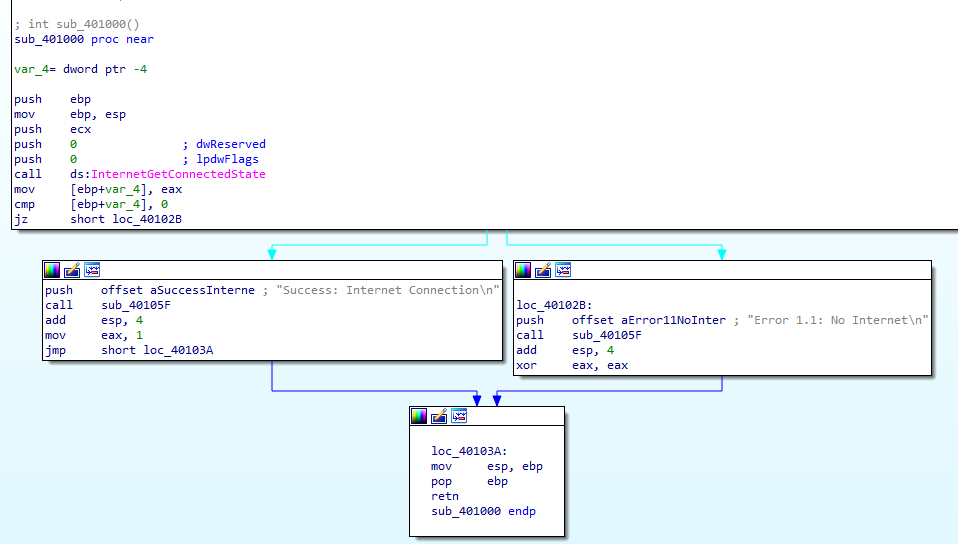 ; int sub_401000()
sub_401000 proc near
var_4= dword ptr -4
push    ebp
mov     ebp, esp
push    ecx
push    0               ; dwReserved
push    0               ; lpdwFlags
call    ds:InternetGetConnectedState
mov     [ebp+var_4], eax
cmp     [ebp+var_4], 0
jz      short loc_40102B
push    offset aSuccessInterne ; "Success: Internet Connection\n"
call    sub_40105F
add     esp, 4
mov     eax, 1
jmp     short loc_40103A
loc_40102B:
push    offset aError11NoInter ; "Error 1.1: No Internet\n"
call    sub_40105F
add     esp, 4
xor     eax, eax
loc_40103A:
mov     esp, ebp
pop     ebp
retn
sub_401000 endp